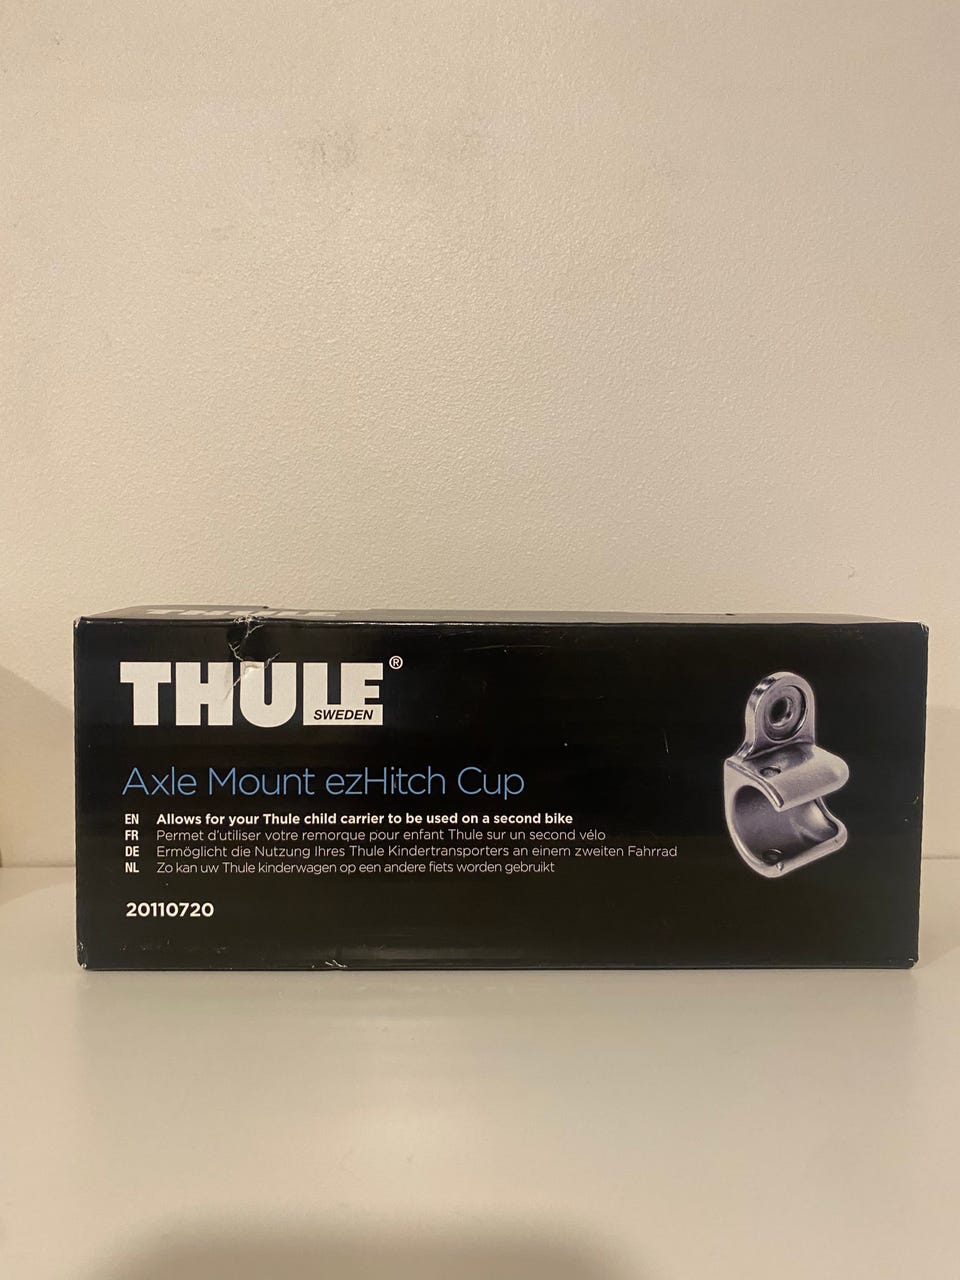 THULE
THULE®
SWEDEN
Axle Mount ezHitch Cup
EN Allows for your Thule child carrier to be used on a second bike
FR Permet d'utiliser votre remorque pour enfant Thule sur un second vélo
DE Ermöglicht die Nutzung Ihres Thule Kindertransporters an einem zweiten Fahrrad
NL Zo kan uw Thule kinderwagen op een andere fiets worden gebruikt
20110720